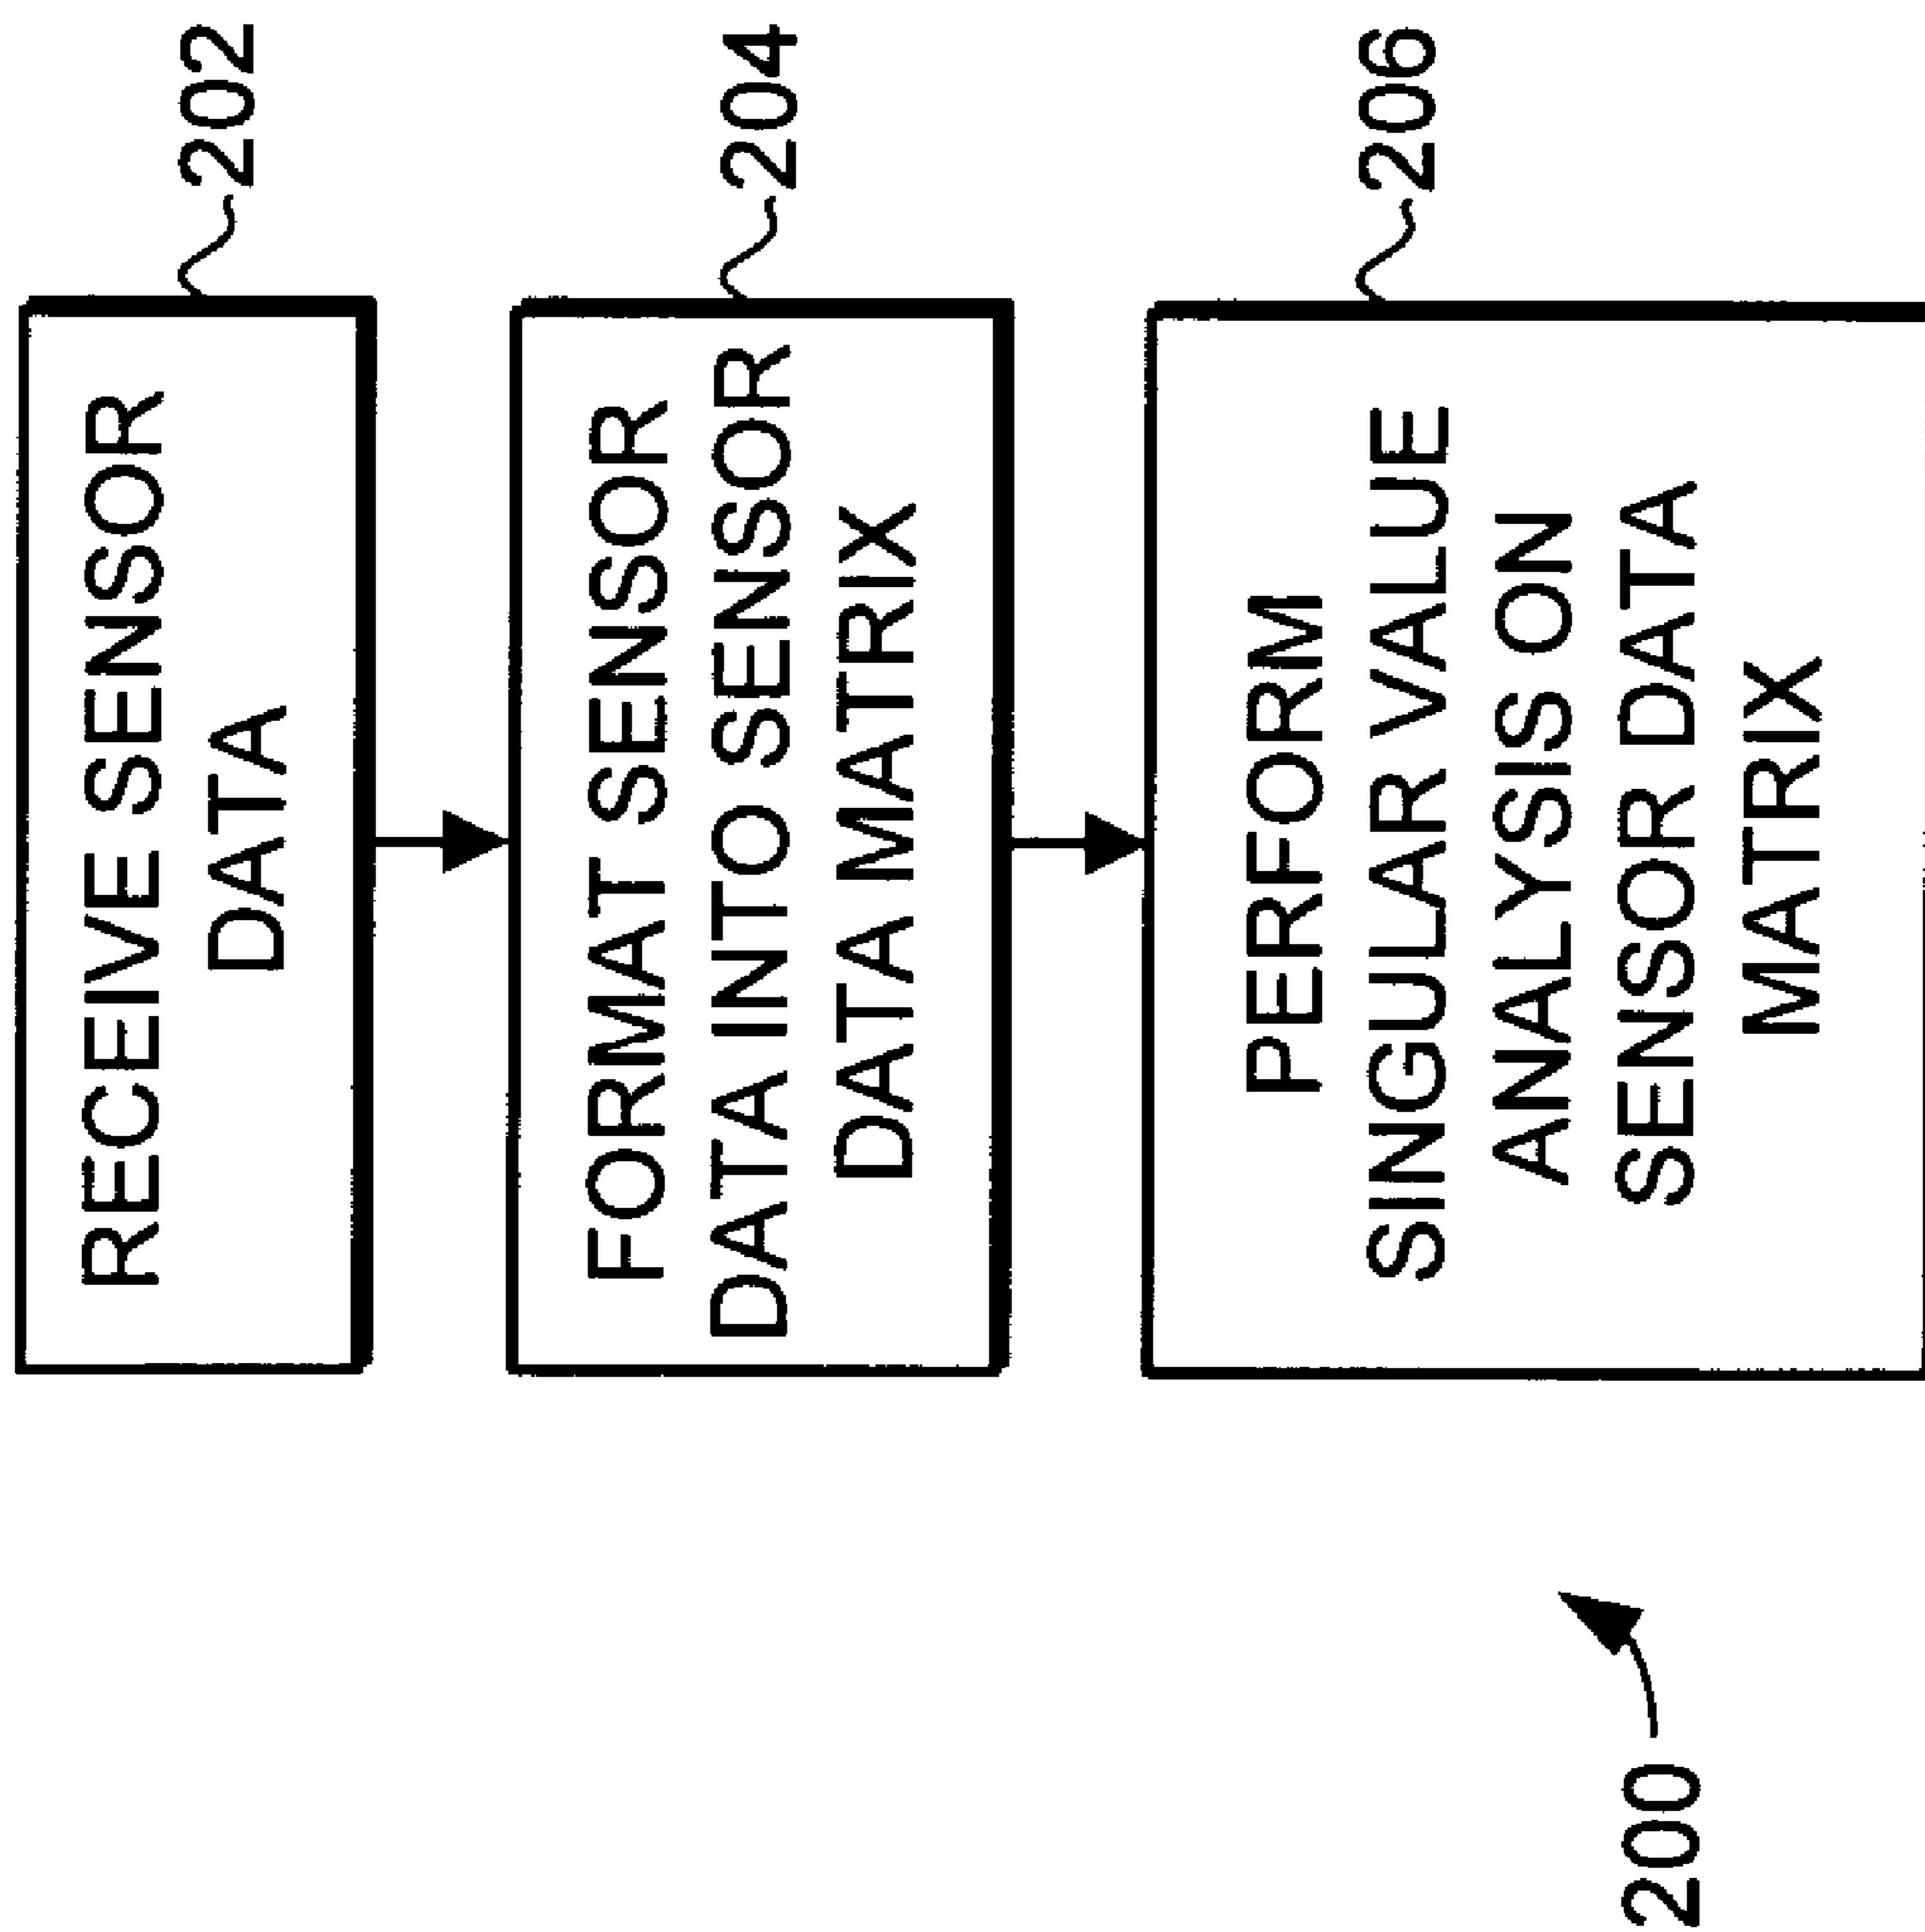 RECEIVE SENSOR
DATA
202
FORMAT SENSOR
DATA INTO SENSOR
DATA MATRIX
204
PERFORM
SINGULAR VALUE
ANALYSIS ON
SENSOR DATA
MATRIX
206
200